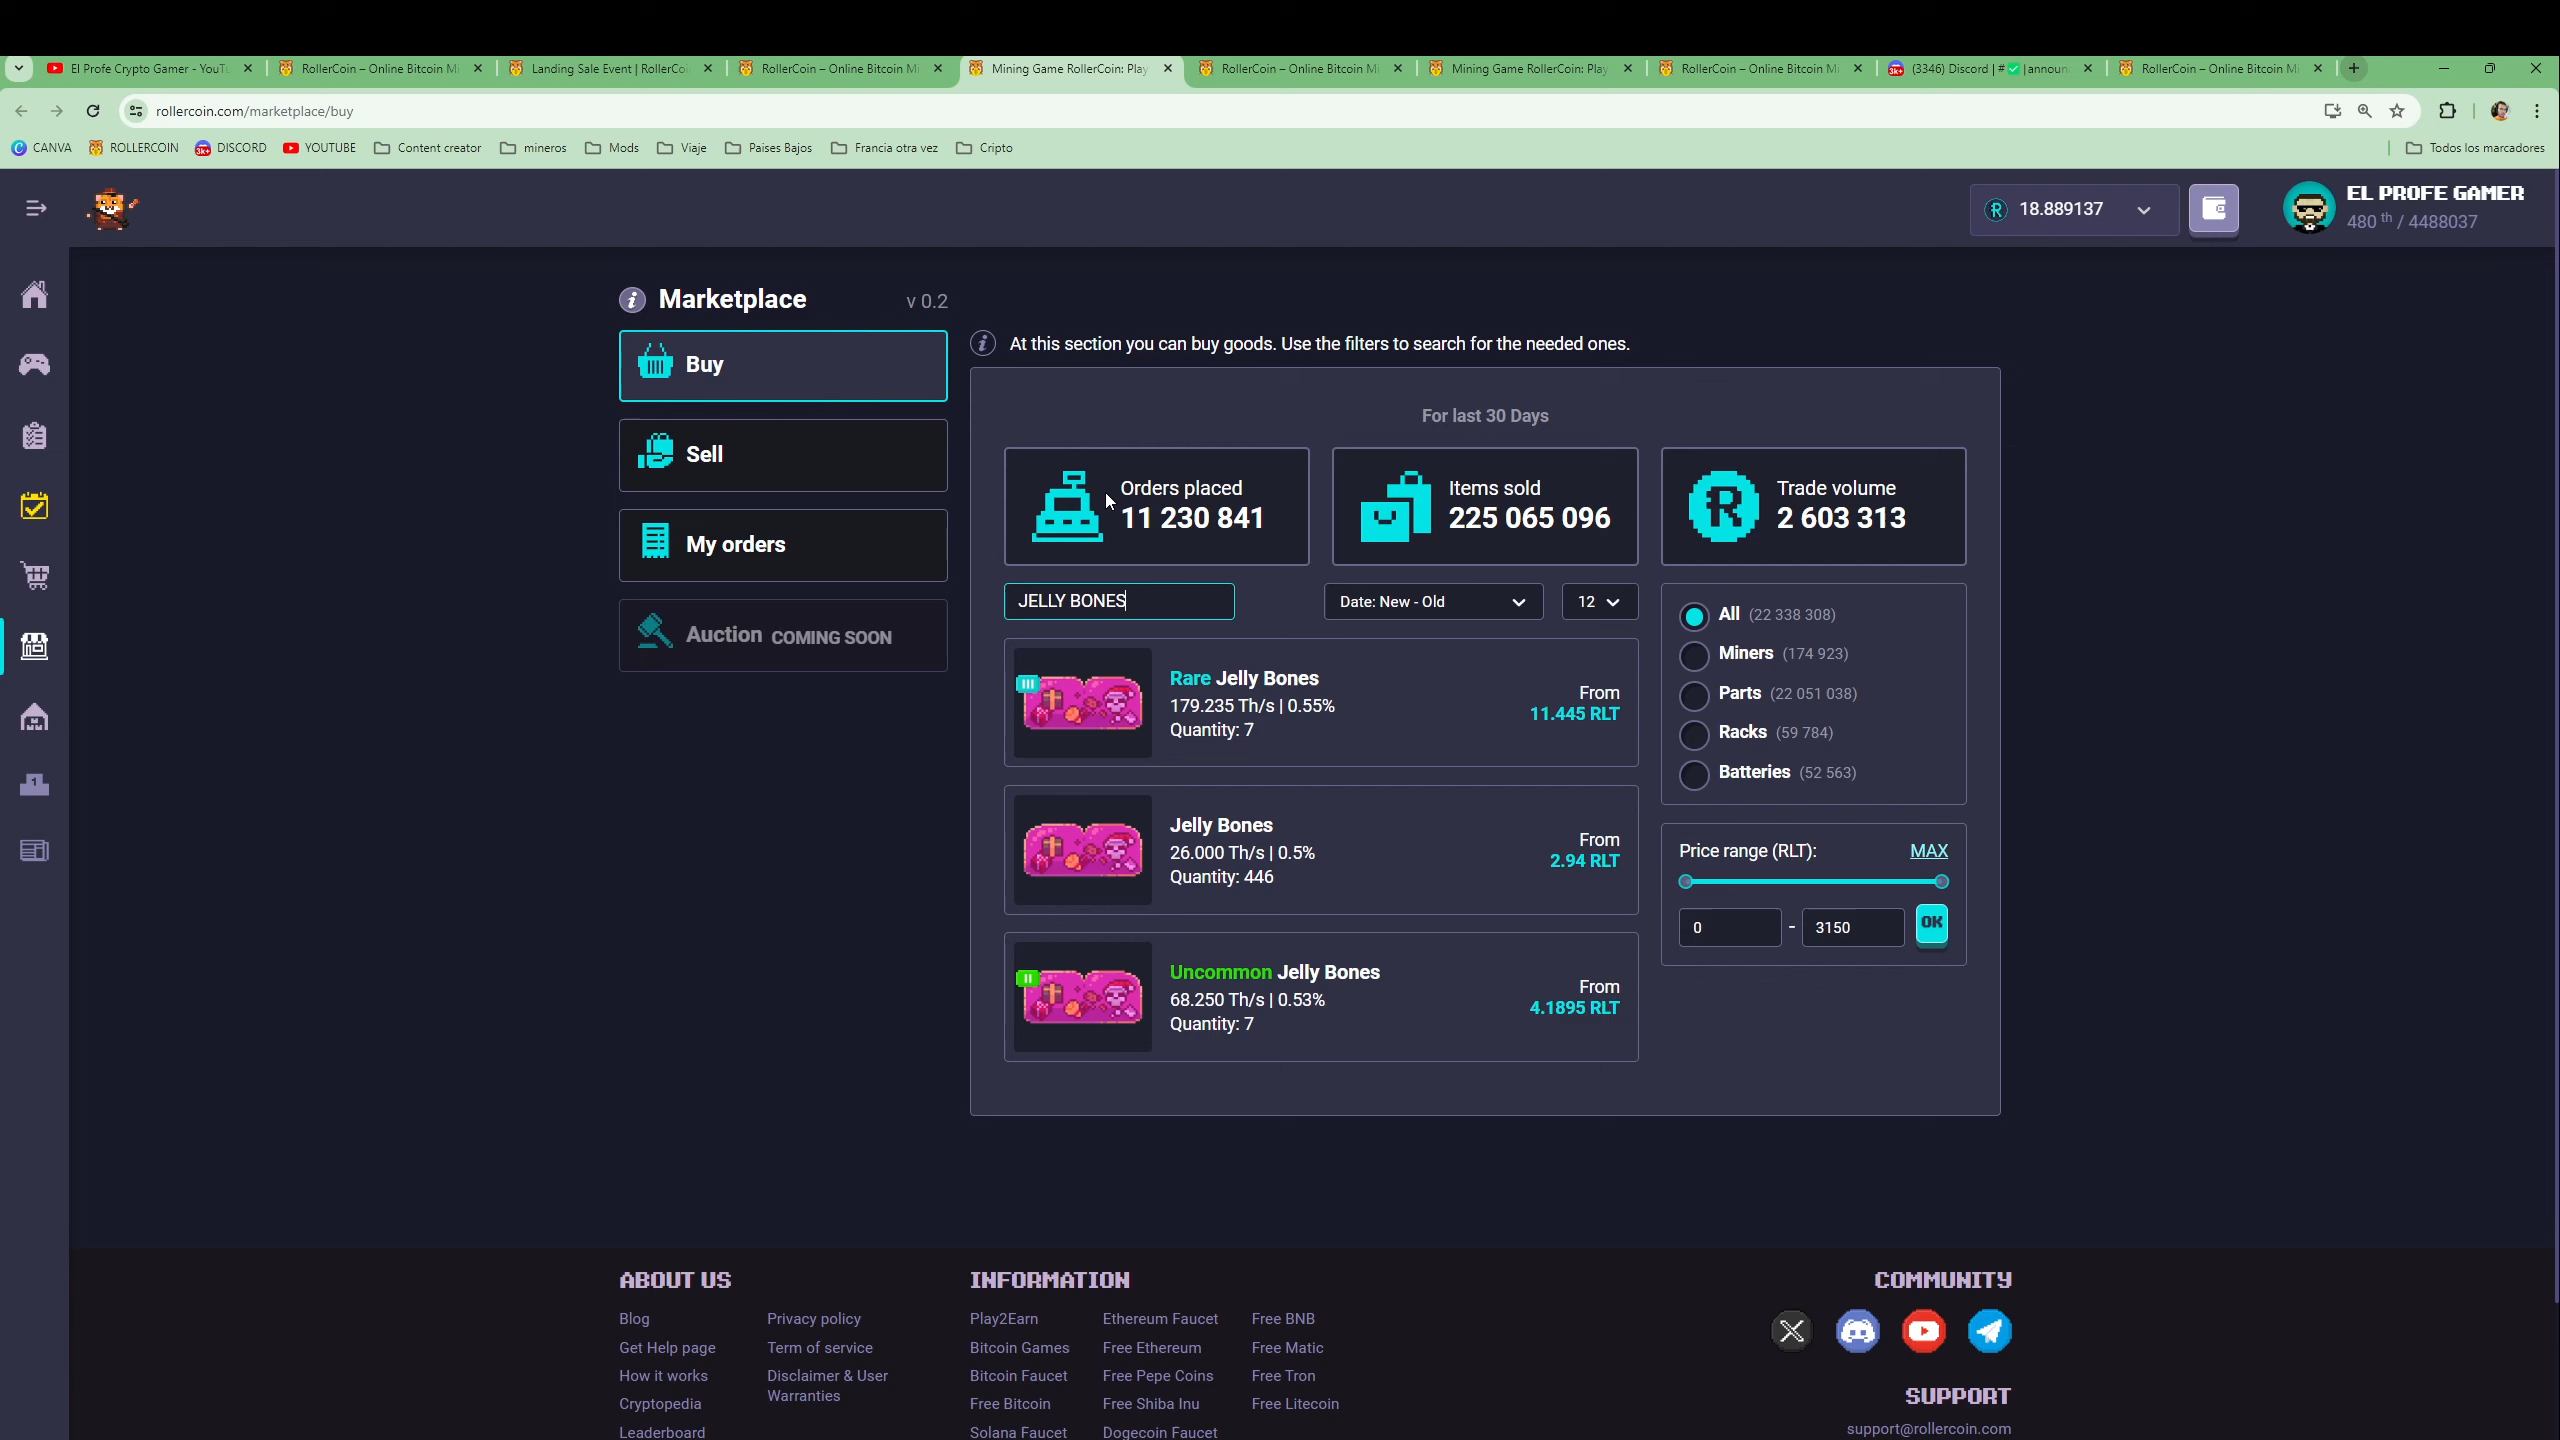 El Profe Crypto Gamer - YouTu
RollerCoin – Online Bitcoin Mi
Landing Sale Event | RollerCoi
RollerCoin – Online Bitcoin Mi
Mining Game RollerCoin: Play
RollerCoin – Online Bitcoin Mi
Mining Game RollerCoin: Play
RollerCoin – Online Bitcoin Mi
(3346) Discord | #✅|announ
RollerCoin – Online Bitcoin Mi
rollercoin.com/marketplace/buy
CANVA
ROLLERCOIN
DISCORD
YOUTUBE
Content creator
mineros
Mods
Viaje
Paises Bajos
Francia otra vez
Cripto
Todos los marcadores
18.889137
EL PROFE GAMER
480 th / 4488037
Marketplace
v 0.2
Buy
Sell
My orders
Auction COMING SOON
At this section you can buy goods. Use the filters to search for the needed ones.
For last 30 Days
Orders placed
11 230 841
Items sold
225 065 096
Trade volume
2 603 313
JELLY BONES
Date: New - Old
12
Rare Jelly Bones
179.235 Th/s | 0.55%
Quantity: 7
From
11.445 RLT
Jelly Bones
26.000 Th/s | 0.5%
Quantity: 446
From
2.94 RLT
Uncommon Jelly Bones
68.250 Th/s | 0.53%
Quantity: 7
From
4.1895 RLT
All (22 338 308)
Miners (174 923)
Parts (22 051 038)
Racks (59 784)
Batteries (52 563)
Price range (RLT):
MAX
0
-
3150
OK
ABOUT US
Blog
Get Help page
How it works
Cryptopedia
Leaderboard
Privacy policy
Term of service
Disclaimer & User
Warranties
INFORMATION
Play2Earn
Bitcoin Games
Bitcoin Faucet
Free Bitcoin
Solana Faucet
Ethereum Faucet
Free Ethereum
Free Pepe Coins
Free Shiba Inu
Dogecoin Faucet
Free BNB
Free Matic
Free Tron
Free Litecoin
COMMUNITY
SUPPORT
support@rollercoin.com